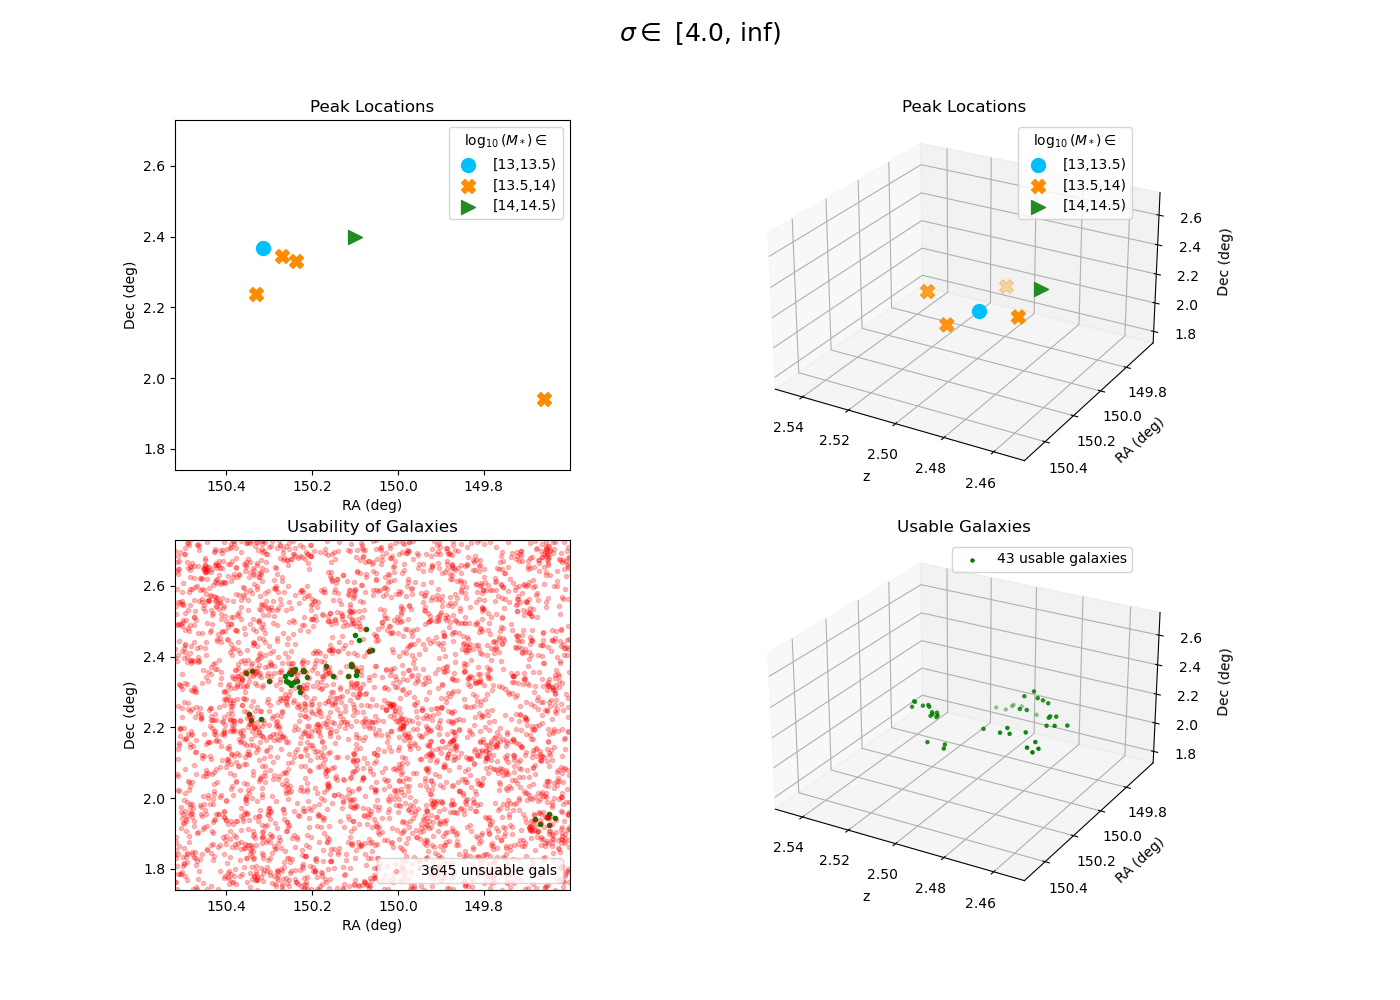 σ ∈ [4.0, inf)
Peak Locations
log₁₀(M*) ∈
[13,13.5)
[13.5,14)
[14,14.5)
2.6
2.4
2.2
2.0
1.8
Dec (deg)
150.4 150.2 150.0 149.8
RA (deg)
Peak Locations
log₁₀(M*) ∈
[13,13.5)
[13.5,14)
[14,14.5)
2.6
2.4
2.2
2.0
1.8
Dec (deg)
149.8
150.0
150.2
150.4
RA (deg)
2.54
2.52
2.50
2.48
2.46
z
Usability of Galaxies
2.6
2.4
2.2
2.0
1.8
Dec (deg)
3645 unsuable gals
150.4 150.2 150.0 149.8
RA (deg)
Usable Galaxies
43 usable galaxies
2.6
2.4
2.2
2.0
1.8
Dec (deg)
149.8
150.0
150.2
150.4
RA (deg)
2.54
2.52
2.50
2.48
2.46
z